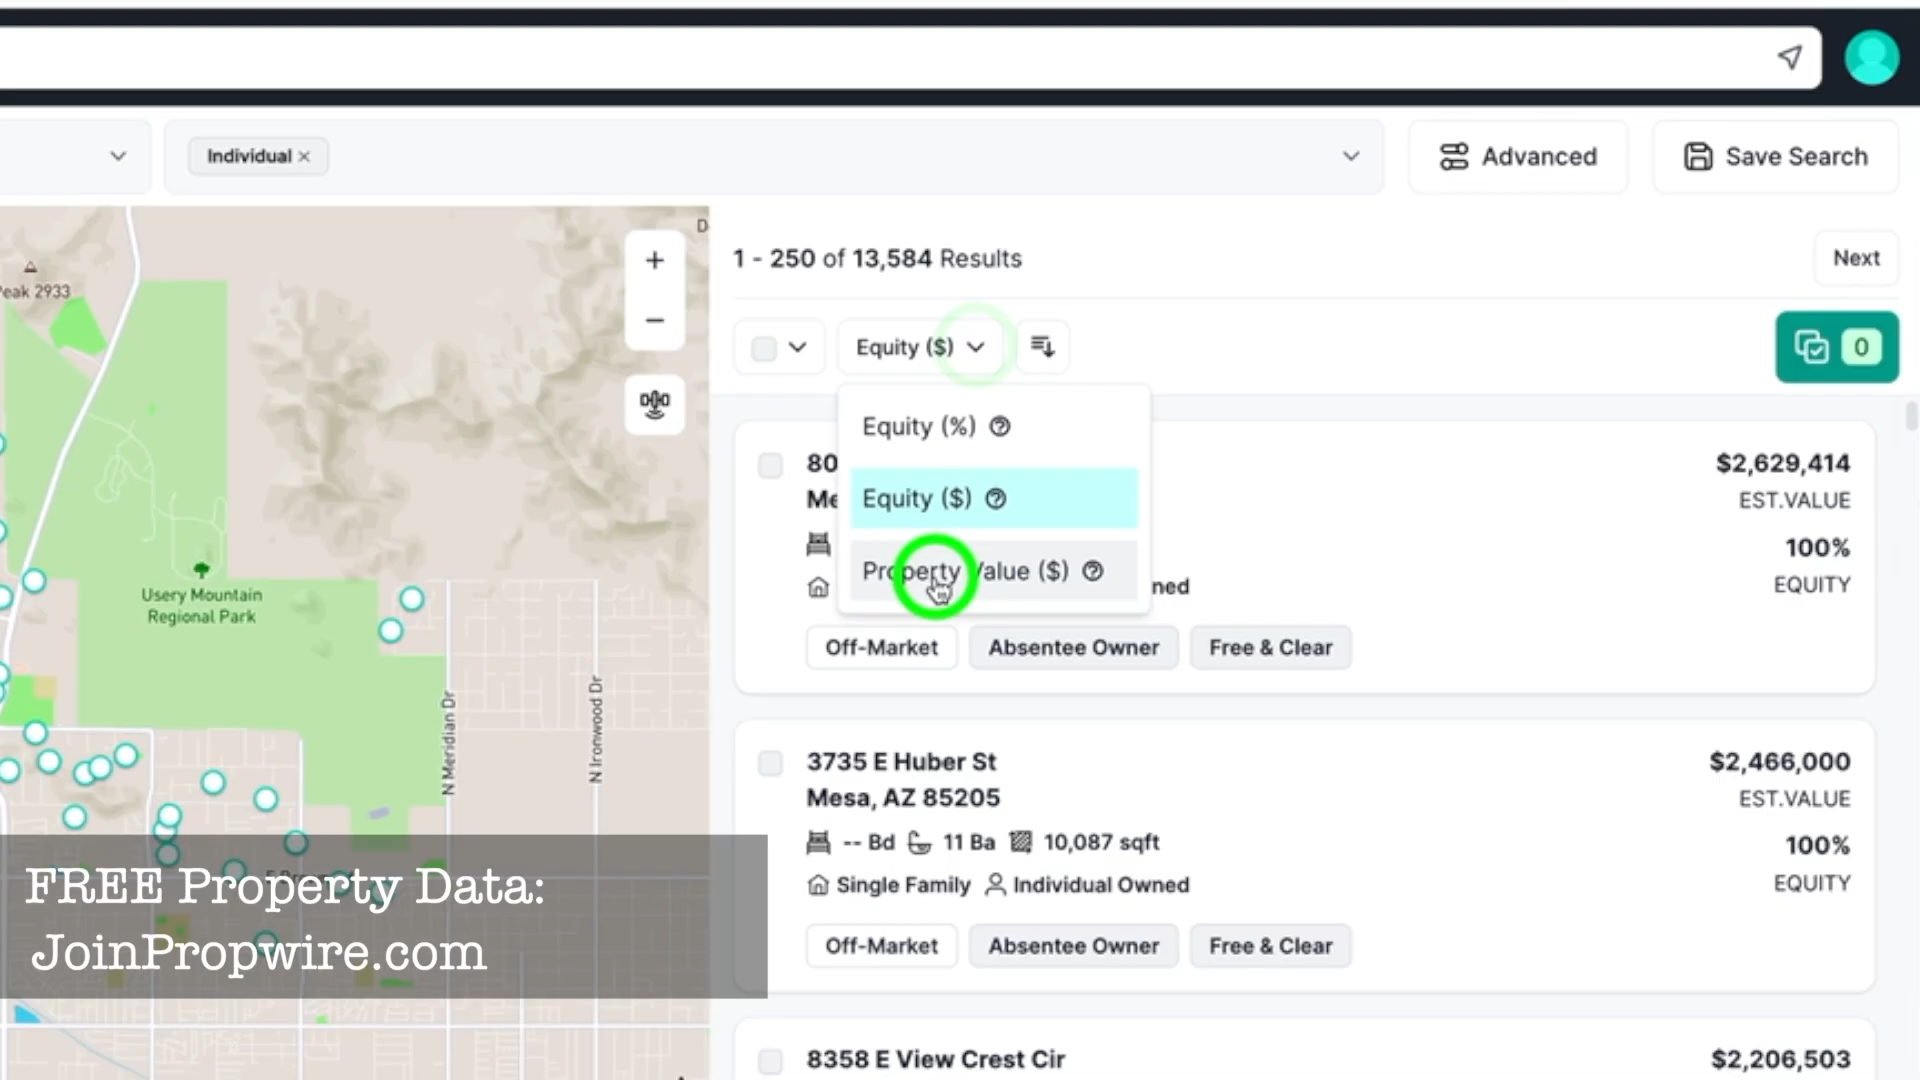 Individual ×
Advanced
Save Search
1 - 250 of 13,584 Results
Next
Equity ($)
0
Equity (%)
Equity ($)
Property Value ($)
80
Me
$2,629,414
EST.VALUE
100%
EQUITY
ned
Off-Market
Absentee Owner
Free & Clear
3735 E Huber St
Mesa, AZ 85205
$2,466,000
EST.VALUE
-- Bd 11 Ba 10,087 sqft
100%
EQUITY
Single Family Individual Owned
Off-Market
Absentee Owner
Free & Clear
8358 E View Crest Cir
$2,206,503
eak 2933
Usery Mountain
Regional Park
N Meridian Dr
N Ironwood Dr
FREE Property Data:
JoinPropwire.com